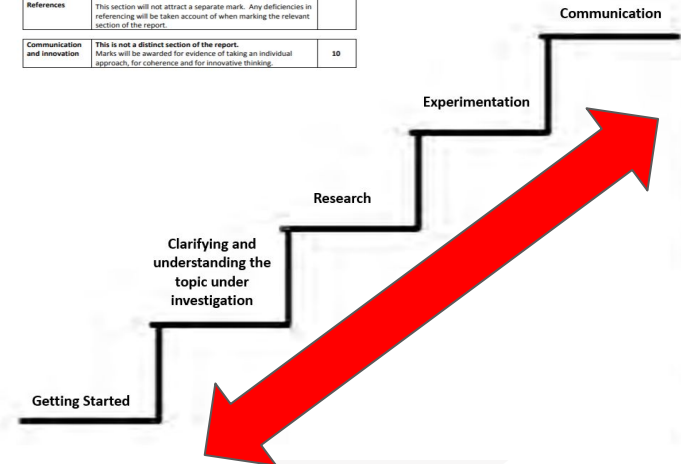 References
This section will not attract a separate mark. Any deficiencies in
referencing will be taken account of when marking the relevant
section of the report.
Communication
and innovation
This is not a distinct section of the report.
Marks will be awarded for evidence of taking an individual
approach, for coherence and for innovative thinking.
10
Communication
Experimentation
Research
Clarifying and
understanding the
topic under
investigation
Getting Started